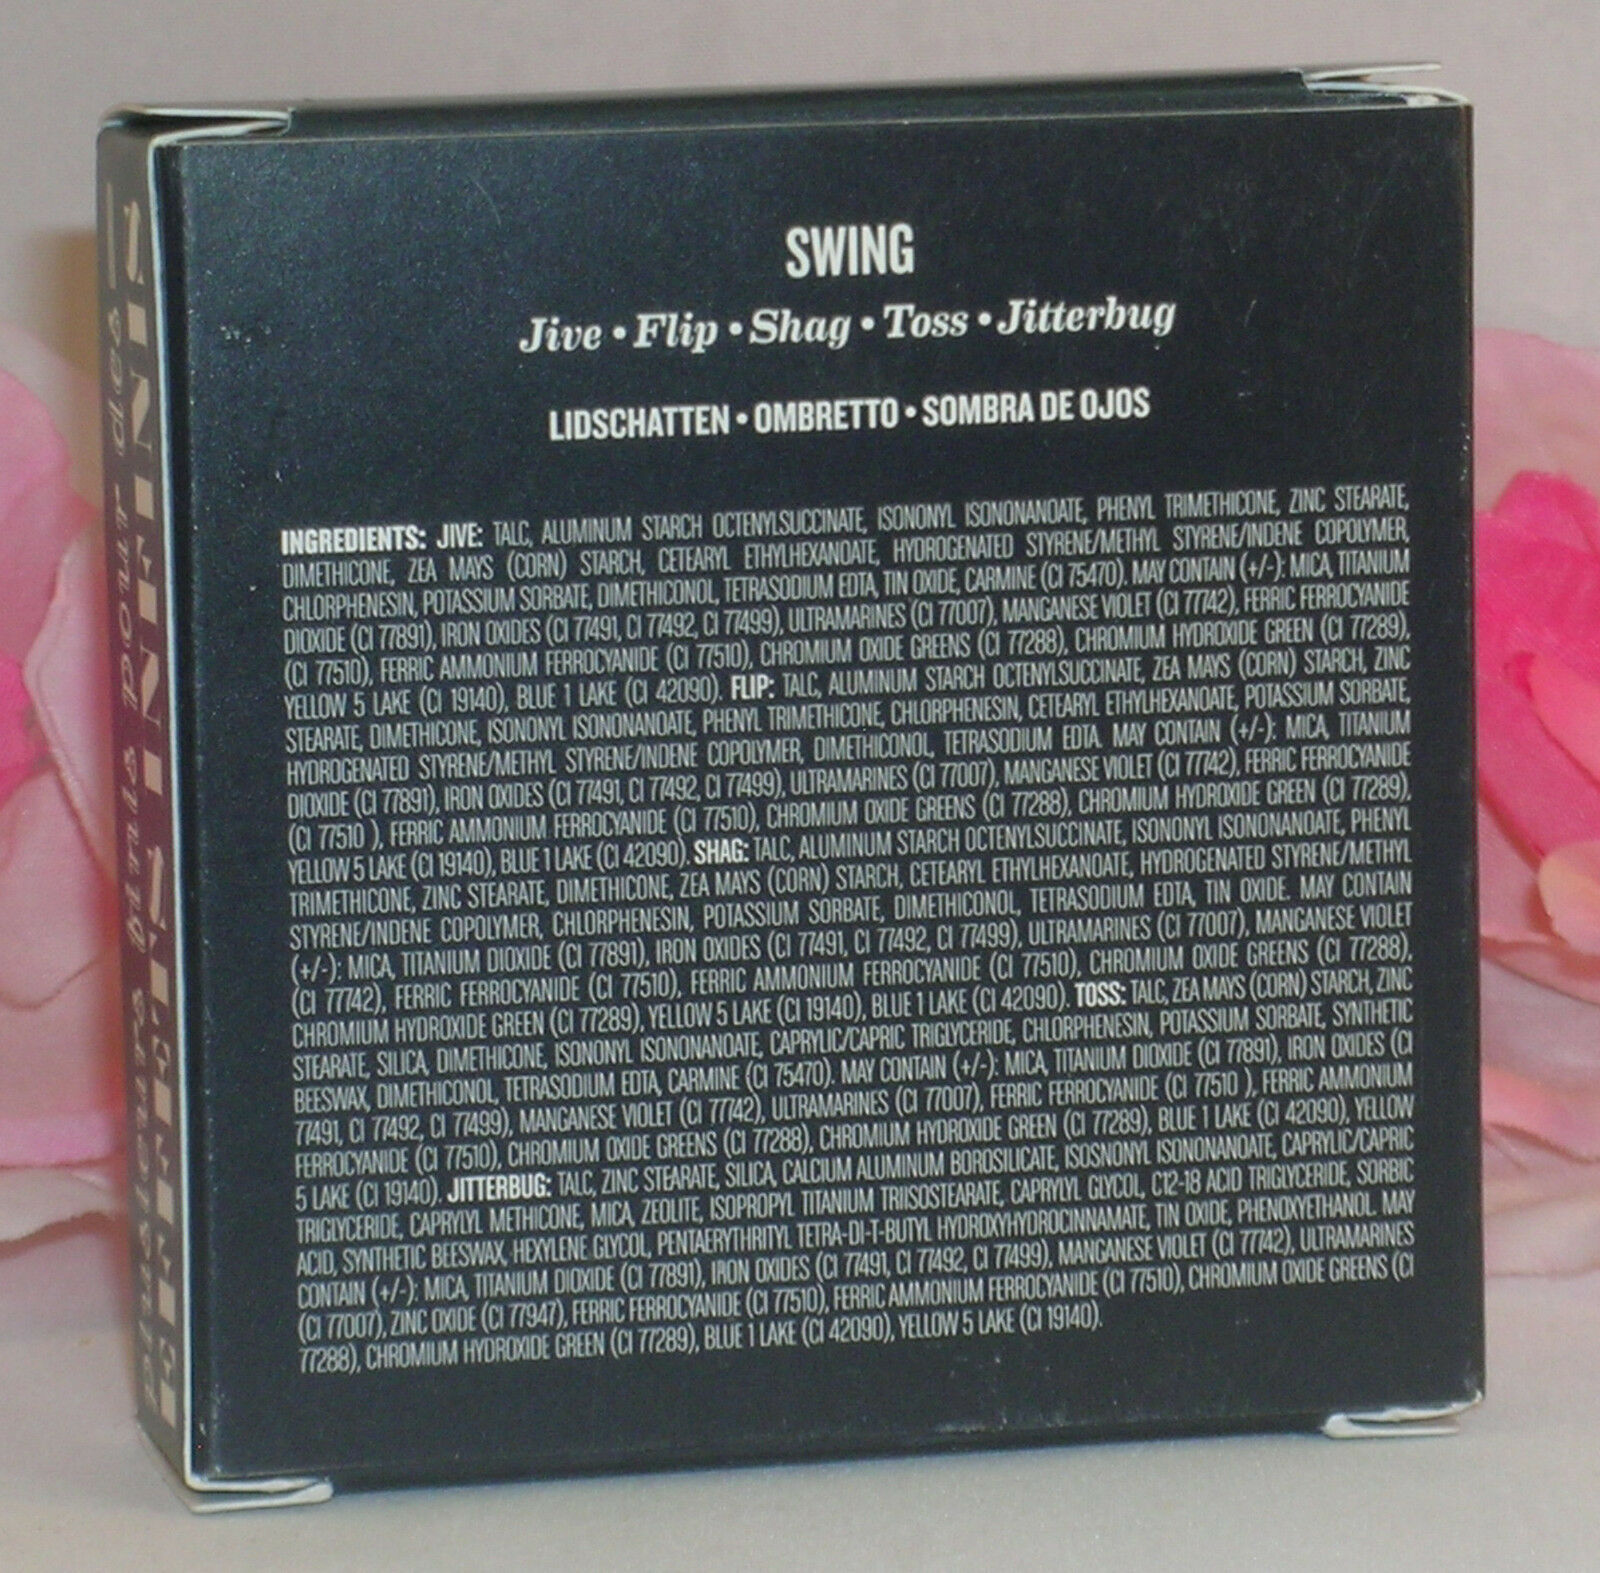 SWING
Jive • Flip • Shag • Toss • Jitterbug
LIDSCHATTEN • OMBRETTO • SOMBRA DE OJOS
INGREDIENTS: JIVE: TALC, ALUMINUM STARCH OCTENYLSUCCINATE, ISONONYL ISONONANOATE, PHENYL TRIMETHICONE, ZINC STEARATE,
DIMETHICONE, ZEA MAYS (CORN) STARCH, CETEARYL ETHYLHEXANOATE, HYDROGENATED STYRENE/METHYL STYRENE/INDENE COPOLYMER,
CHLORPHENESIN, POTASSIUM SORBATE, DIMETHICONOL, TETRASODIUM EDTA, TIN OXIDE, CARMINE (CI 75470). MAY CONTAIN (+/-): MICA, TITANIUM
DIOXIDE (CI 77891), IRON OXIDES (CI 77491, CI 77492, CI 77499), ULTRAMARINES (CI 77007), MANGANESE VIOLET (CI 77742), FERRIC FERROCYANIDE
(CI 77510), FERRIC AMMONIUM FERROCYANIDE (CI 77510), CHROMIUM OXIDE GREENS (CI 77288), CHROMIUM HYDROXIDE GREEN (CI 77289),
YELLOW 5 LAKE (CI 19140), BLUE 1 LAKE (CI 42090). FLIP: TALC, ALUMINUM STARCH OCTENYLSUCCINATE, ZEA MAYS (CORN) STARCH, ZINC
STEARATE, DIMETHICONE, ISONONYL ISONONANOATE, PHENYL TRIMETHICONE, CHLORPHENESIN, CETEARYL ETHYLHEXANOATE, POTASSIUM SORBATE,
HYDROGENATED STYRENE/METHYL STYRENE/INDENE COPOLYMER, DIMETHICONOL, TETRASODIUM EDTA. MAY CONTAIN (+/-): MICA, TITANIUM
DIOXIDE (CI 77891), IRON OXIDES (CI 77491, CI 77492, CI 77499), ULTRAMARINES (CI 77007), MANGANESE VIOLET (CI 77742), FERRIC FERROCYANIDE
(CI 77510 ), FERRIC AMMONIUM FERROCYANIDE (CI 77510), CHROMIUM OXIDE GREENS (CI 77288), CHROMIUM HYDROXIDE GREEN (CI 77289),
YELLOW 5 LAKE (CI 19140), BLUE 1 LAKE (CI 42090). SHAG: TALC, ALUMINUM STARCH OCTENYLSUCCINATE, ISONONYL ISONONANOATE, PHENYL
TRIMETHICONE, ZINC STEARATE, DIMETHICONE, ZEA MAYS (CORN) STARCH, CETEARYL ETHYLHEXANOATE, HYDROGENATED STYRENE/METHYL
STYRENE/INDENE COPOLYMER, CHLORPHENESIN, POTASSIUM SORBATE, DIMETHICONOL, TETRASODIUM EDTA, TIN OXIDE. MAY CONTAIN
(+/-): MICA, TITANIUM DIOXIDE (CI 77891), IRON OXIDES (CI 77491, CI 77492, CI 77499), ULTRAMARINES (CI 77007), MANGANESE VIOLET
(CI 77742), FERRIC FERROCYANIDE (CI 77510), FERRIC AMMONIUM FERROCYANIDE (CI 77510), CHROMIUM OXIDE GREENS (CI 77288),
CHROMIUM HYDROXIDE GREEN (CI 77289), YELLOW 5 LAKE (CI 19140), BLUE 1 LAKE (CI 42090). TOSS: TALC, ZEA MAYS (CORN) STARCH, ZINC
STEARATE, SILICA, DIMETHICONE, ISONONYL ISONONANOATE, CAPRYLIC/CAPRIC TRIGLYCERIDE, CHLORPHENESIN, POTASSIUM SORBATE, SYNTHETIC
BEESWAX, DIMETHICONOL, TETRASODIUM EDTA, CARMINE (CI 75470). MAY CONTAIN (+/-): MICA, TITANIUM DIOXIDE (CI 77891), IRON OXIDES (CI
77491, CI 77492, CI 77499), MANGANESE VIOLET (CI 77742), ULTRAMARINES (CI 77007), FERRIC FERROCYANIDE (CI 77510 ), FERRIC AMMONIUM
FERROCYANIDE (CI 77510), CHROMIUM OXIDE GREENS (CI 77288), CHROMIUM HYDROXIDE GREEN (CI 77289), BLUE 1 LAKE (CI 42090), YELLOW
5 LAKE (CI 19140). JITTERBUG: TALC, ZINC STEARATE, SILICA, CALCIUM ALUMINUM BOROSILICATE, ISOSNONYL ISONONANOATE, CAPRYLIC/CAPRIC
TRIGLYCERIDE, CAPRYLYL METHICONE, MICA, ZEOLITE, ISOPROPYL TITANIUM TRIISOSTEARATE, CAPRYLYL GLYCOL, C12-18 ACID TRIGLYCERIDE, SORBIC
ACID, SYNTHETIC BEESWAX, HEXYLENE GLYCOL, PENTAERYTHRITYL TETRA-DI-T-BUTYL HYDROXYHYDROCINNAMATE, TIN OXIDE, PHENOXYETHANOL. MAY
CONTAIN (+/-): MICA, TITANIUM DIOXIDE (CI 77891), IRON OXIDES (CI 77491, CI 77492, CI 77499), MANGANESE VIOLET (CI 77742), ULTRAMARINES
(CI 77007), ZINC OXIDE (CI 77947), FERRIC FERROCYANIDE (CI 77510), FERRIC AMMONIUM FERROCYANIDE (CI 77510), CHROMIUM OXIDE GREENS (CI
77288), CHROMIUM HYDROXIDE GREEN (CI 77289), BLUE 1 LAKE (CI 42090), YELLOW 5 LAKE (CI 19140).
plusieurs pour des